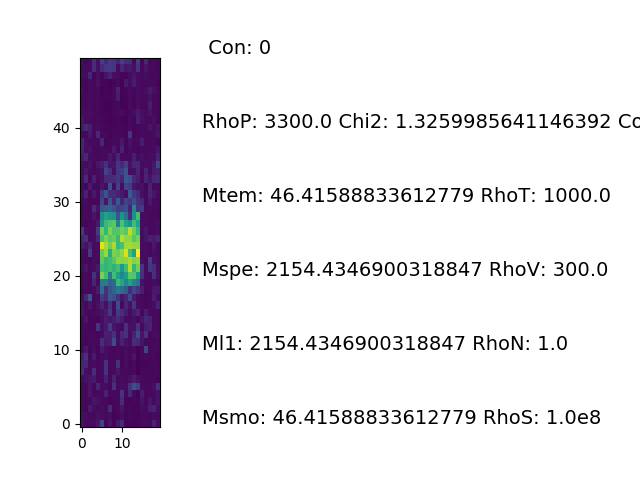 Con: 0
RhoP: 3300.0 Chi2: 1.3259985641146392 Co
Mtem: 46.41588833612779 RhoT: 1000.0
Mspe: 2154.4346900318847 RhoV: 300.0
Ml1: 2154.4346900318847 RhoN: 1.0
Msmo: 46.41588833612779 RhoS: 1.0e8
40
30
20
10
0
0 10